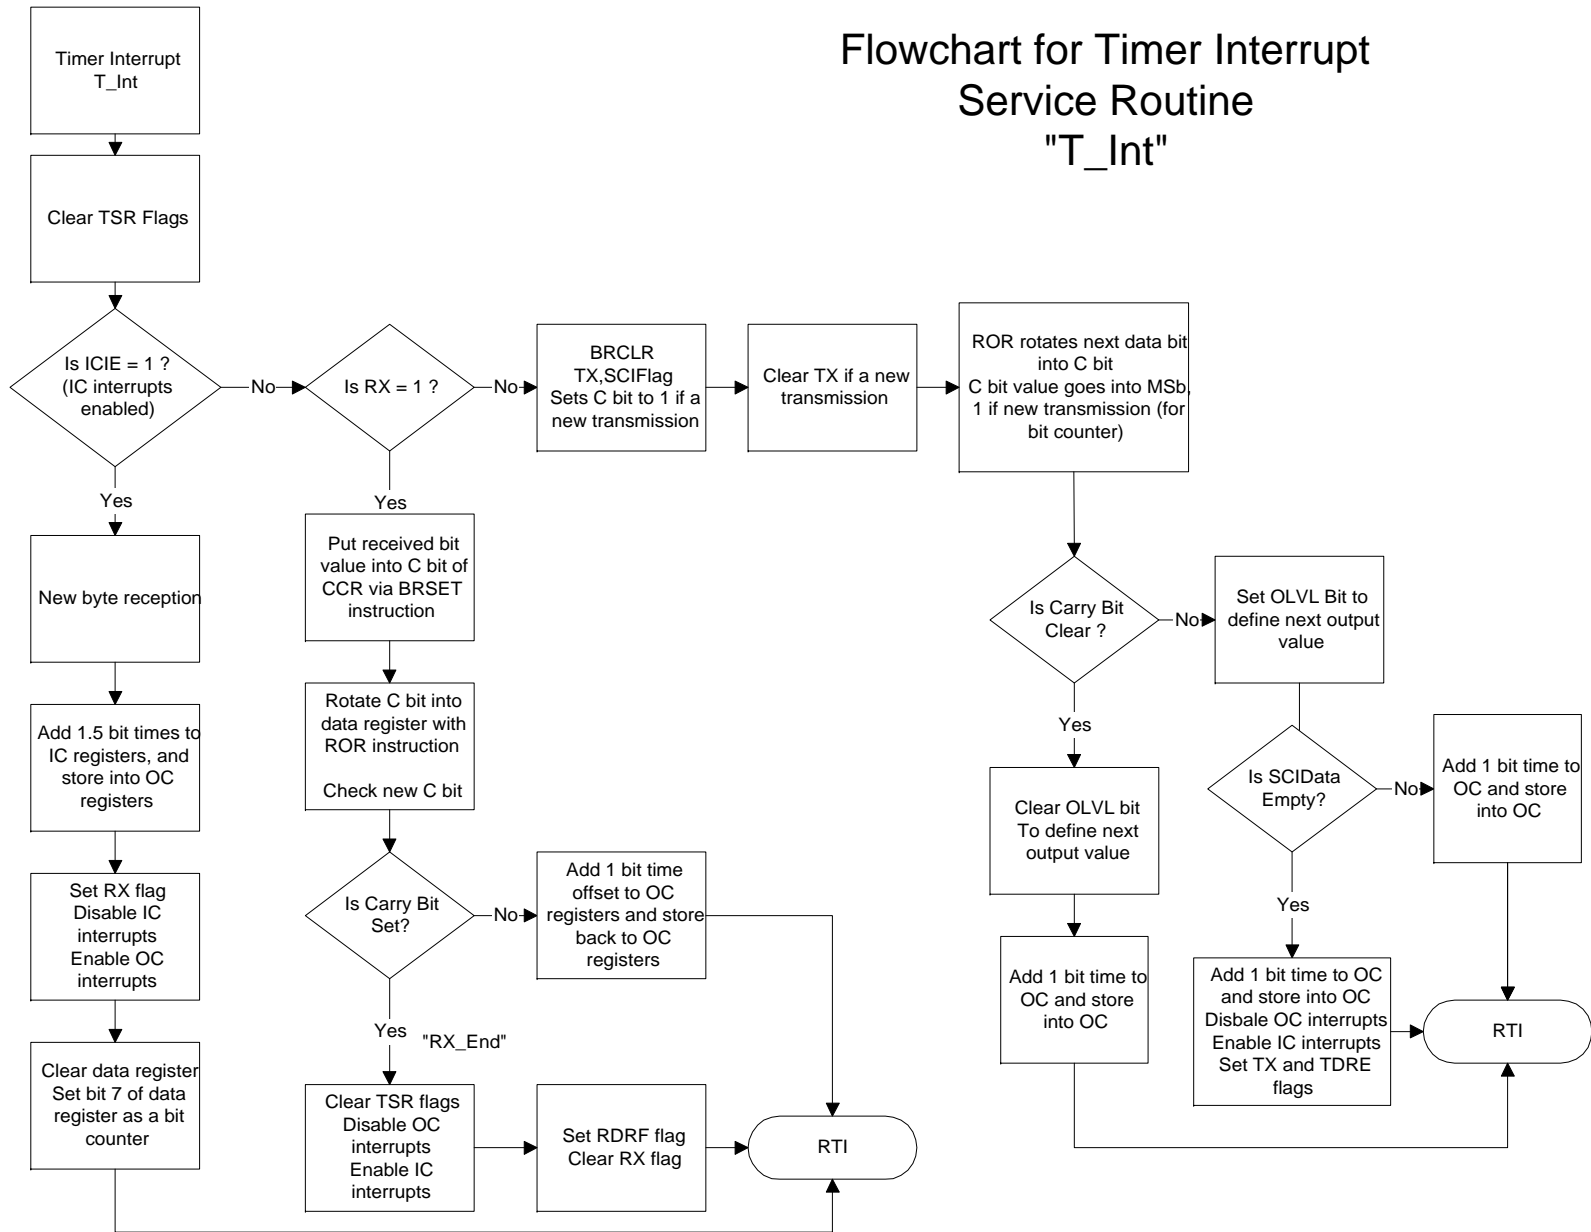 Flowchart for Timer Interrupt
Service Routine
"T_Int"
Timer Interrupt
T_Int
Clear TSR Flags
Is ICIE = 1 ?
(IC interrupts
enabled)
No
Yes
New byte reception
Add 1.5 bit times to
IC registers, and
store into OC
registers
Set RX flag
Disable IC
interrupts
Enable OC
interrupts
Clear data register
Set bit 7 of data
register as a bit
counter
Is RX = 1 ?
No
Yes
Put received bit
value into C bit of
CCR via BRSET
instruction
Rotate C bit into
data register with
ROR instruction
Check new C bit
Is Carry Bit
Set?
No
Add 1 bit time
offset to OC
registers and store
back to OC
registers
Yes
"RX_End"
Clear TSR flags
Disable OC
interrupts
Enable IC
interrupts
Set RDRF flag
Clear RX flag
RTI
BRCLR
TX,SCIFlag
Sets C bit to 1 if a
new transmission
Clear TX if a new
transmission
ROR rotates next data bit
into C bit
C bit value goes into MSb,
1 if new transmission (for
bit counter)
Is Carry Bit
Clear ?
No
Yes
Clear OLVL bit
To define next
output value
Add 1 bit time to
OC and store
into OC
Set OLVL Bit to
define next output
value
Is SCIData
Empty?
No
Add 1 bit time to
OC and store
into OC
Yes
Add 1 bit time to OC
and store into OC
Disbale OC interrupts
Enable IC interrupts
Set TX and TDRE
flags
RTI